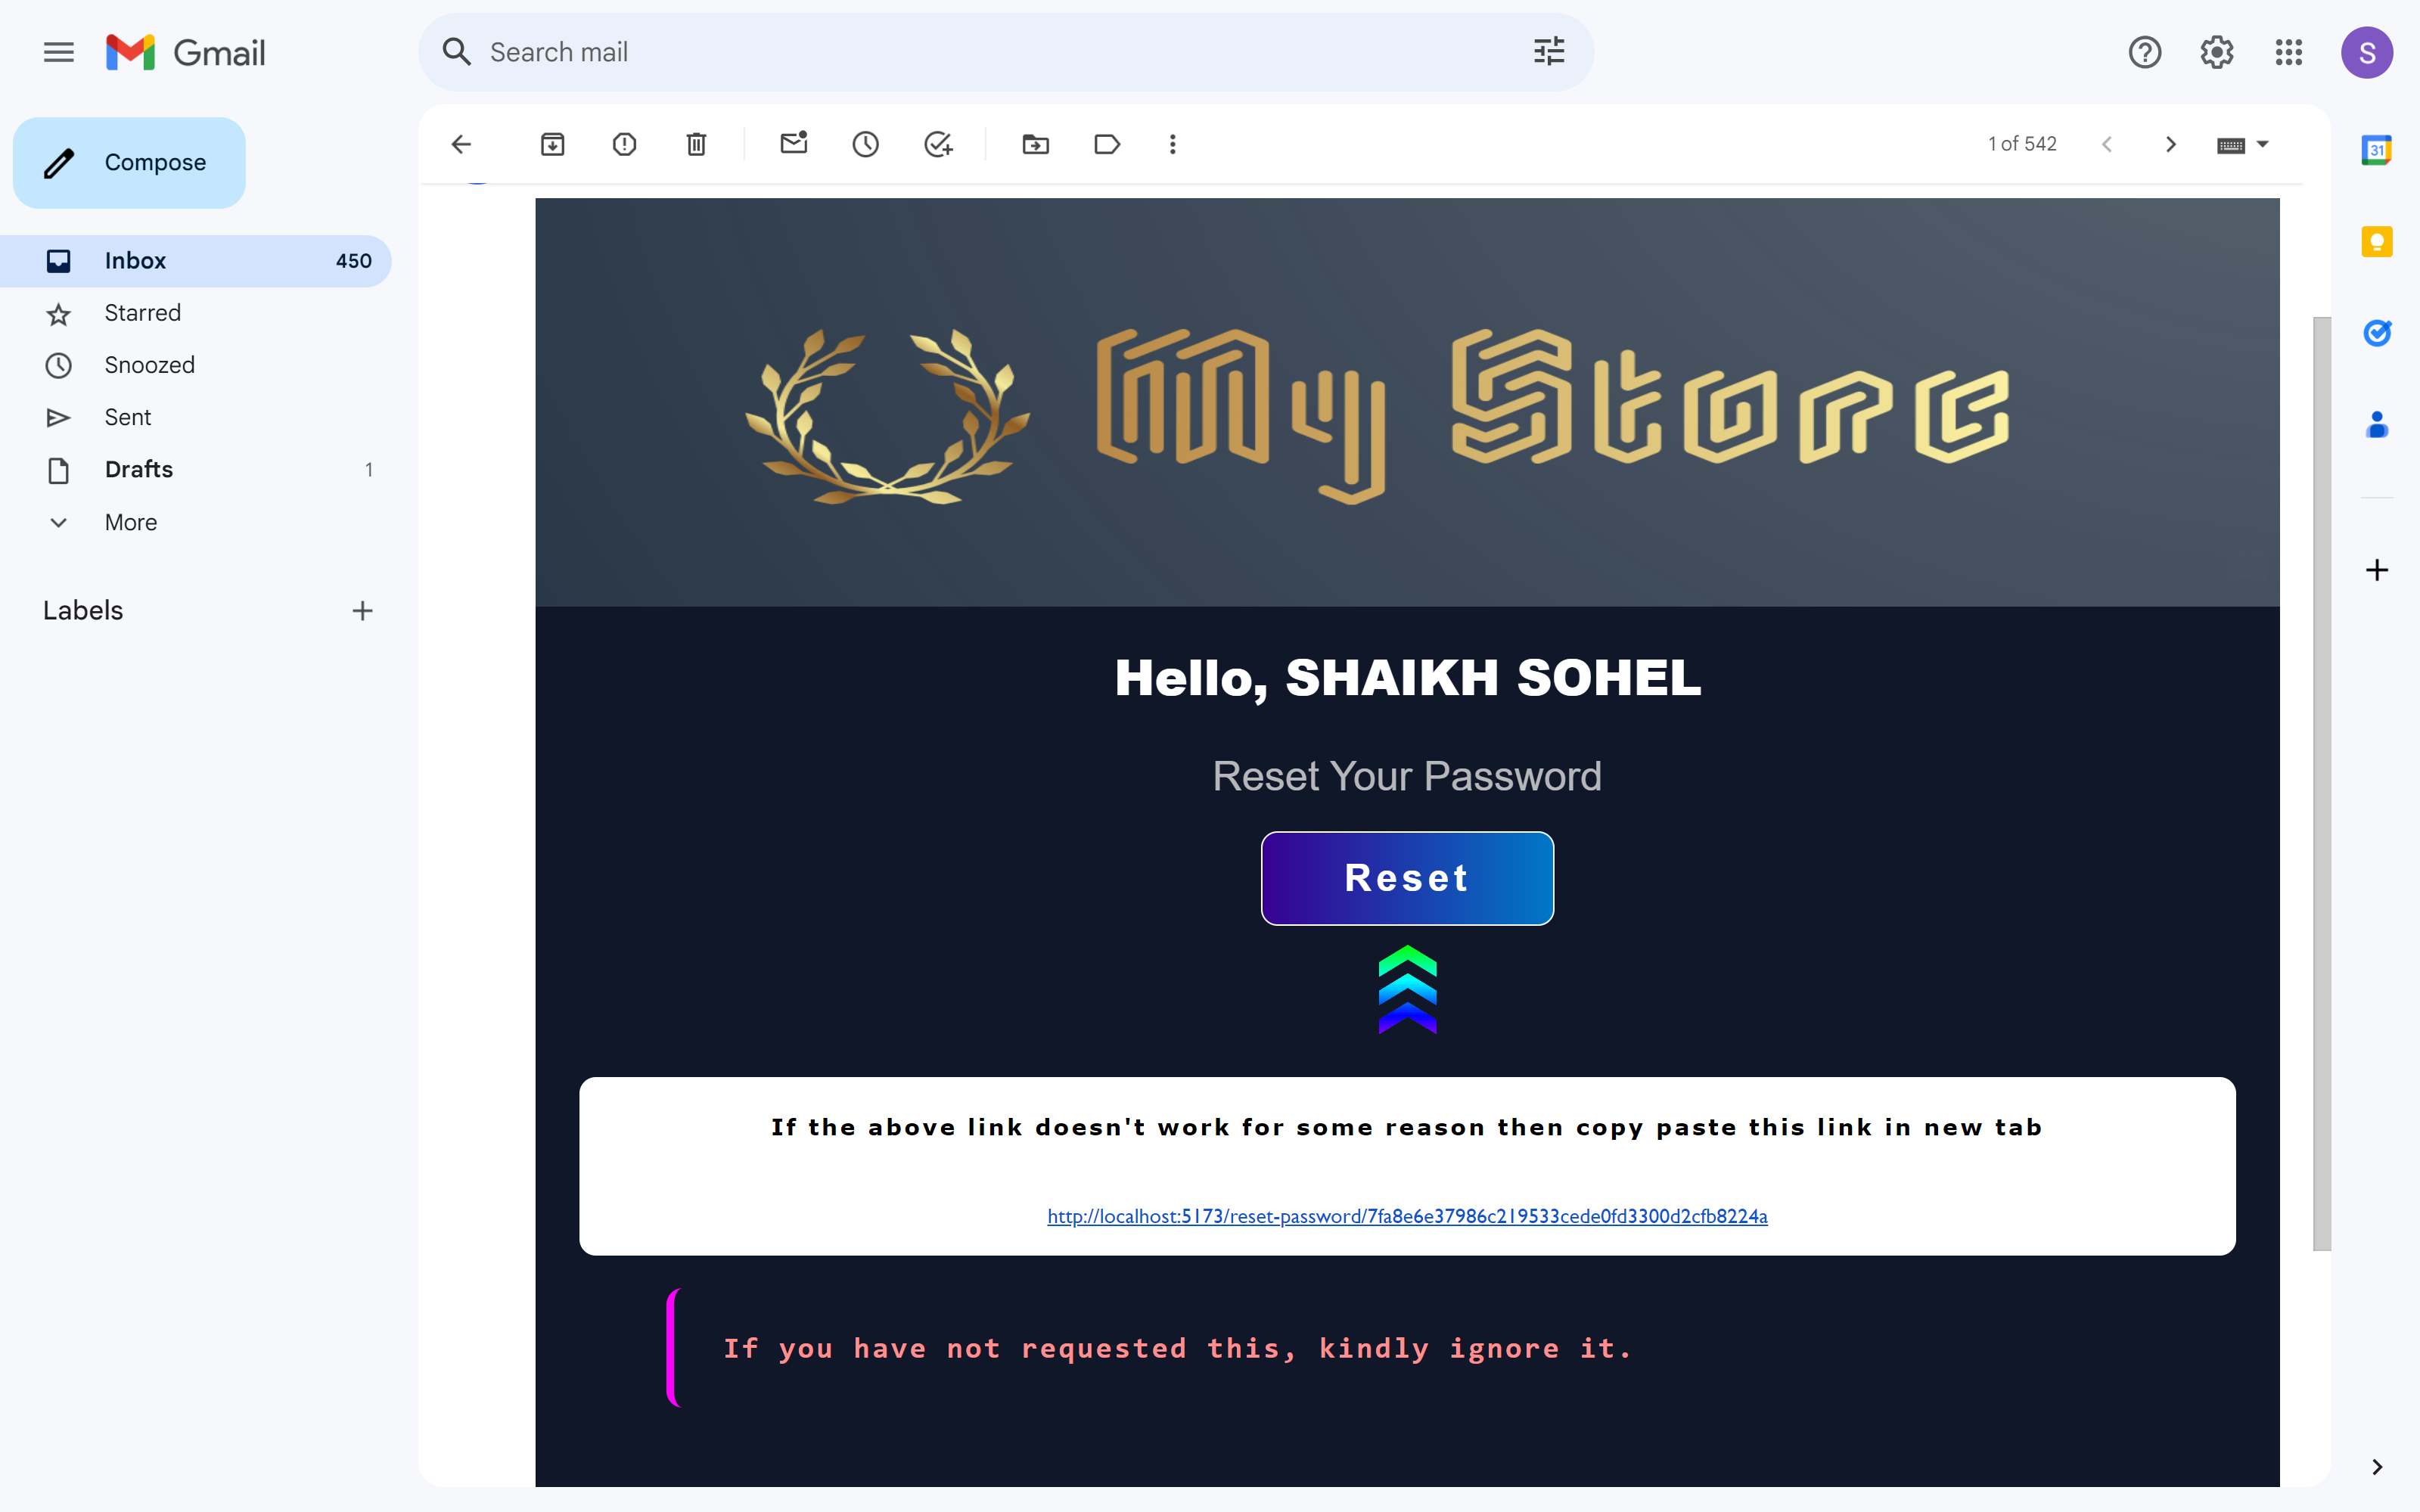 Gmail
Search mail
S
Compose
1 of 542
31
Inbox 450
Starred
Snoozed
Sent
Drafts 1
More
Labels
My Store
Hello, SHAIKH SOHEL
Reset Your Password
Reset
If the above link doesn't work for some reason then copy paste this link in new tab
http://localhost:5173/reset-password/7fa8e6e37986c219533cede0fd3300d2cfb8224a
If you have not requested this, kindly ignore it.